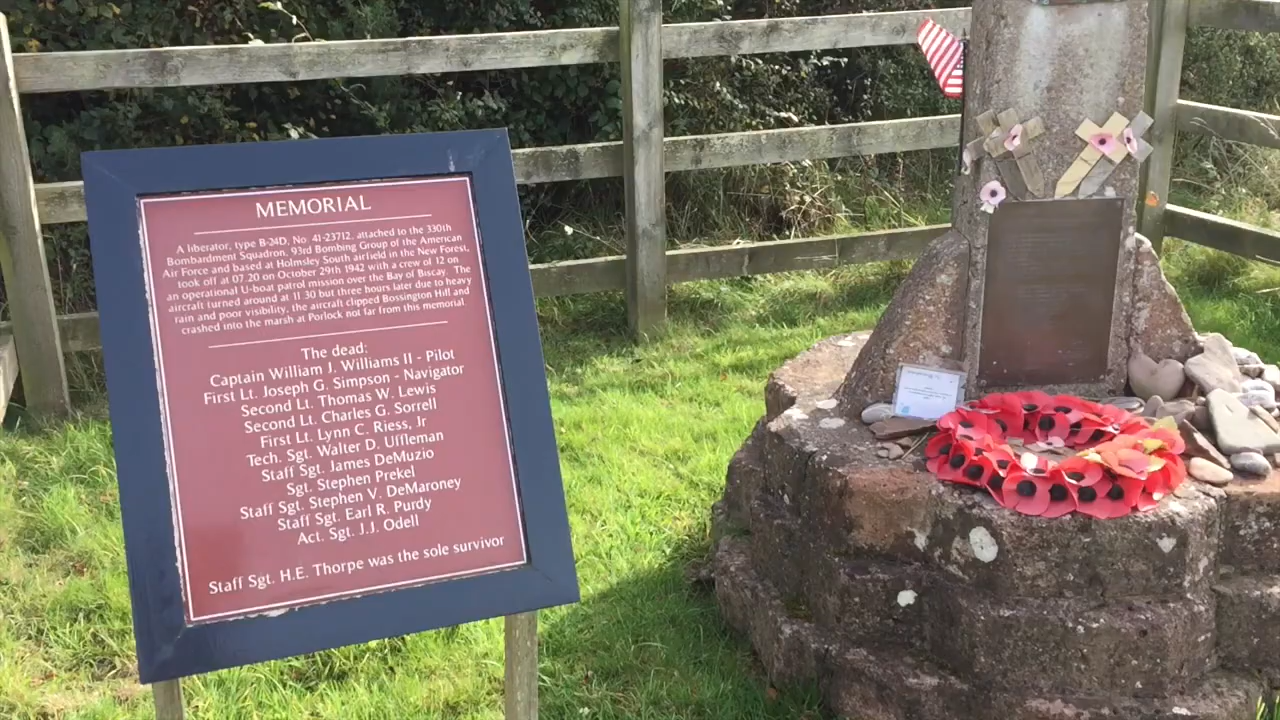 MEMORIAL
A liberator, type B-24D, No. 41-23712, attached to the 330th
Bombardment Squadron, 93rd Bombing Group of the American
Air Force and based at Holmsley South airfield in the New Forest,
took off at 07 20 on October 29th 1942 with a crew of 12 on
an operational U-boat patrol mission over the Bay of Biscay. The
aircraft turned around at 11 30 but three hours later due to heavy
rain and poor visibility, the aircraft clipped Bossington Hill and
crashed into the marsh at Porlock not far from this memorial
The dead:
Captain William J. Williams II - Pilot
First Lt. Joseph G. Simpson - Navigator
Second Lt. Thomas W. Lewis
Second Lt. Charles G. Sorrell
First Lt. Lynn C. Riess, Jr
Tech. Sgt. Walter D. Uffleman
Staff Sgt. James DeMuzio
Sgt. Stephen Prekel
Staff Sgt. Stephen V. DeMaroney
Staff Sgt. Earl R. Purdy
Act. Sgt. J.J. Odell
Staff Sgt. H.E. Thorpe was the sole survivor